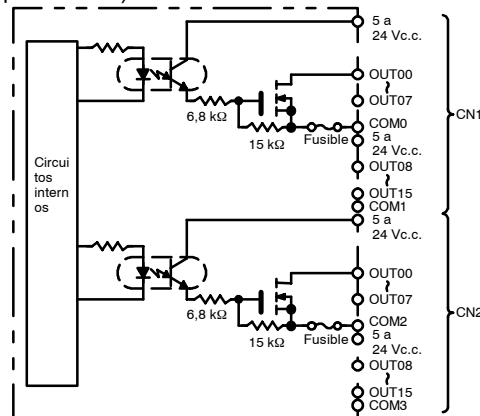 5 a
24 Vc.c.
OUT00
OUT07
6,8 kΩ
COM0
CN1
5 a
15 kΩ
Fusible
24 Vc.c.
Circui
tos
intern
os
OUT08
OUT15
COM1
5 a
24 Vc.c.
OUT00
OUT07
6,8 kΩ
COM2
CN2
5 a
15 kΩ
Fusible
24 Vc.c.
OUT08
OUT15
COM3